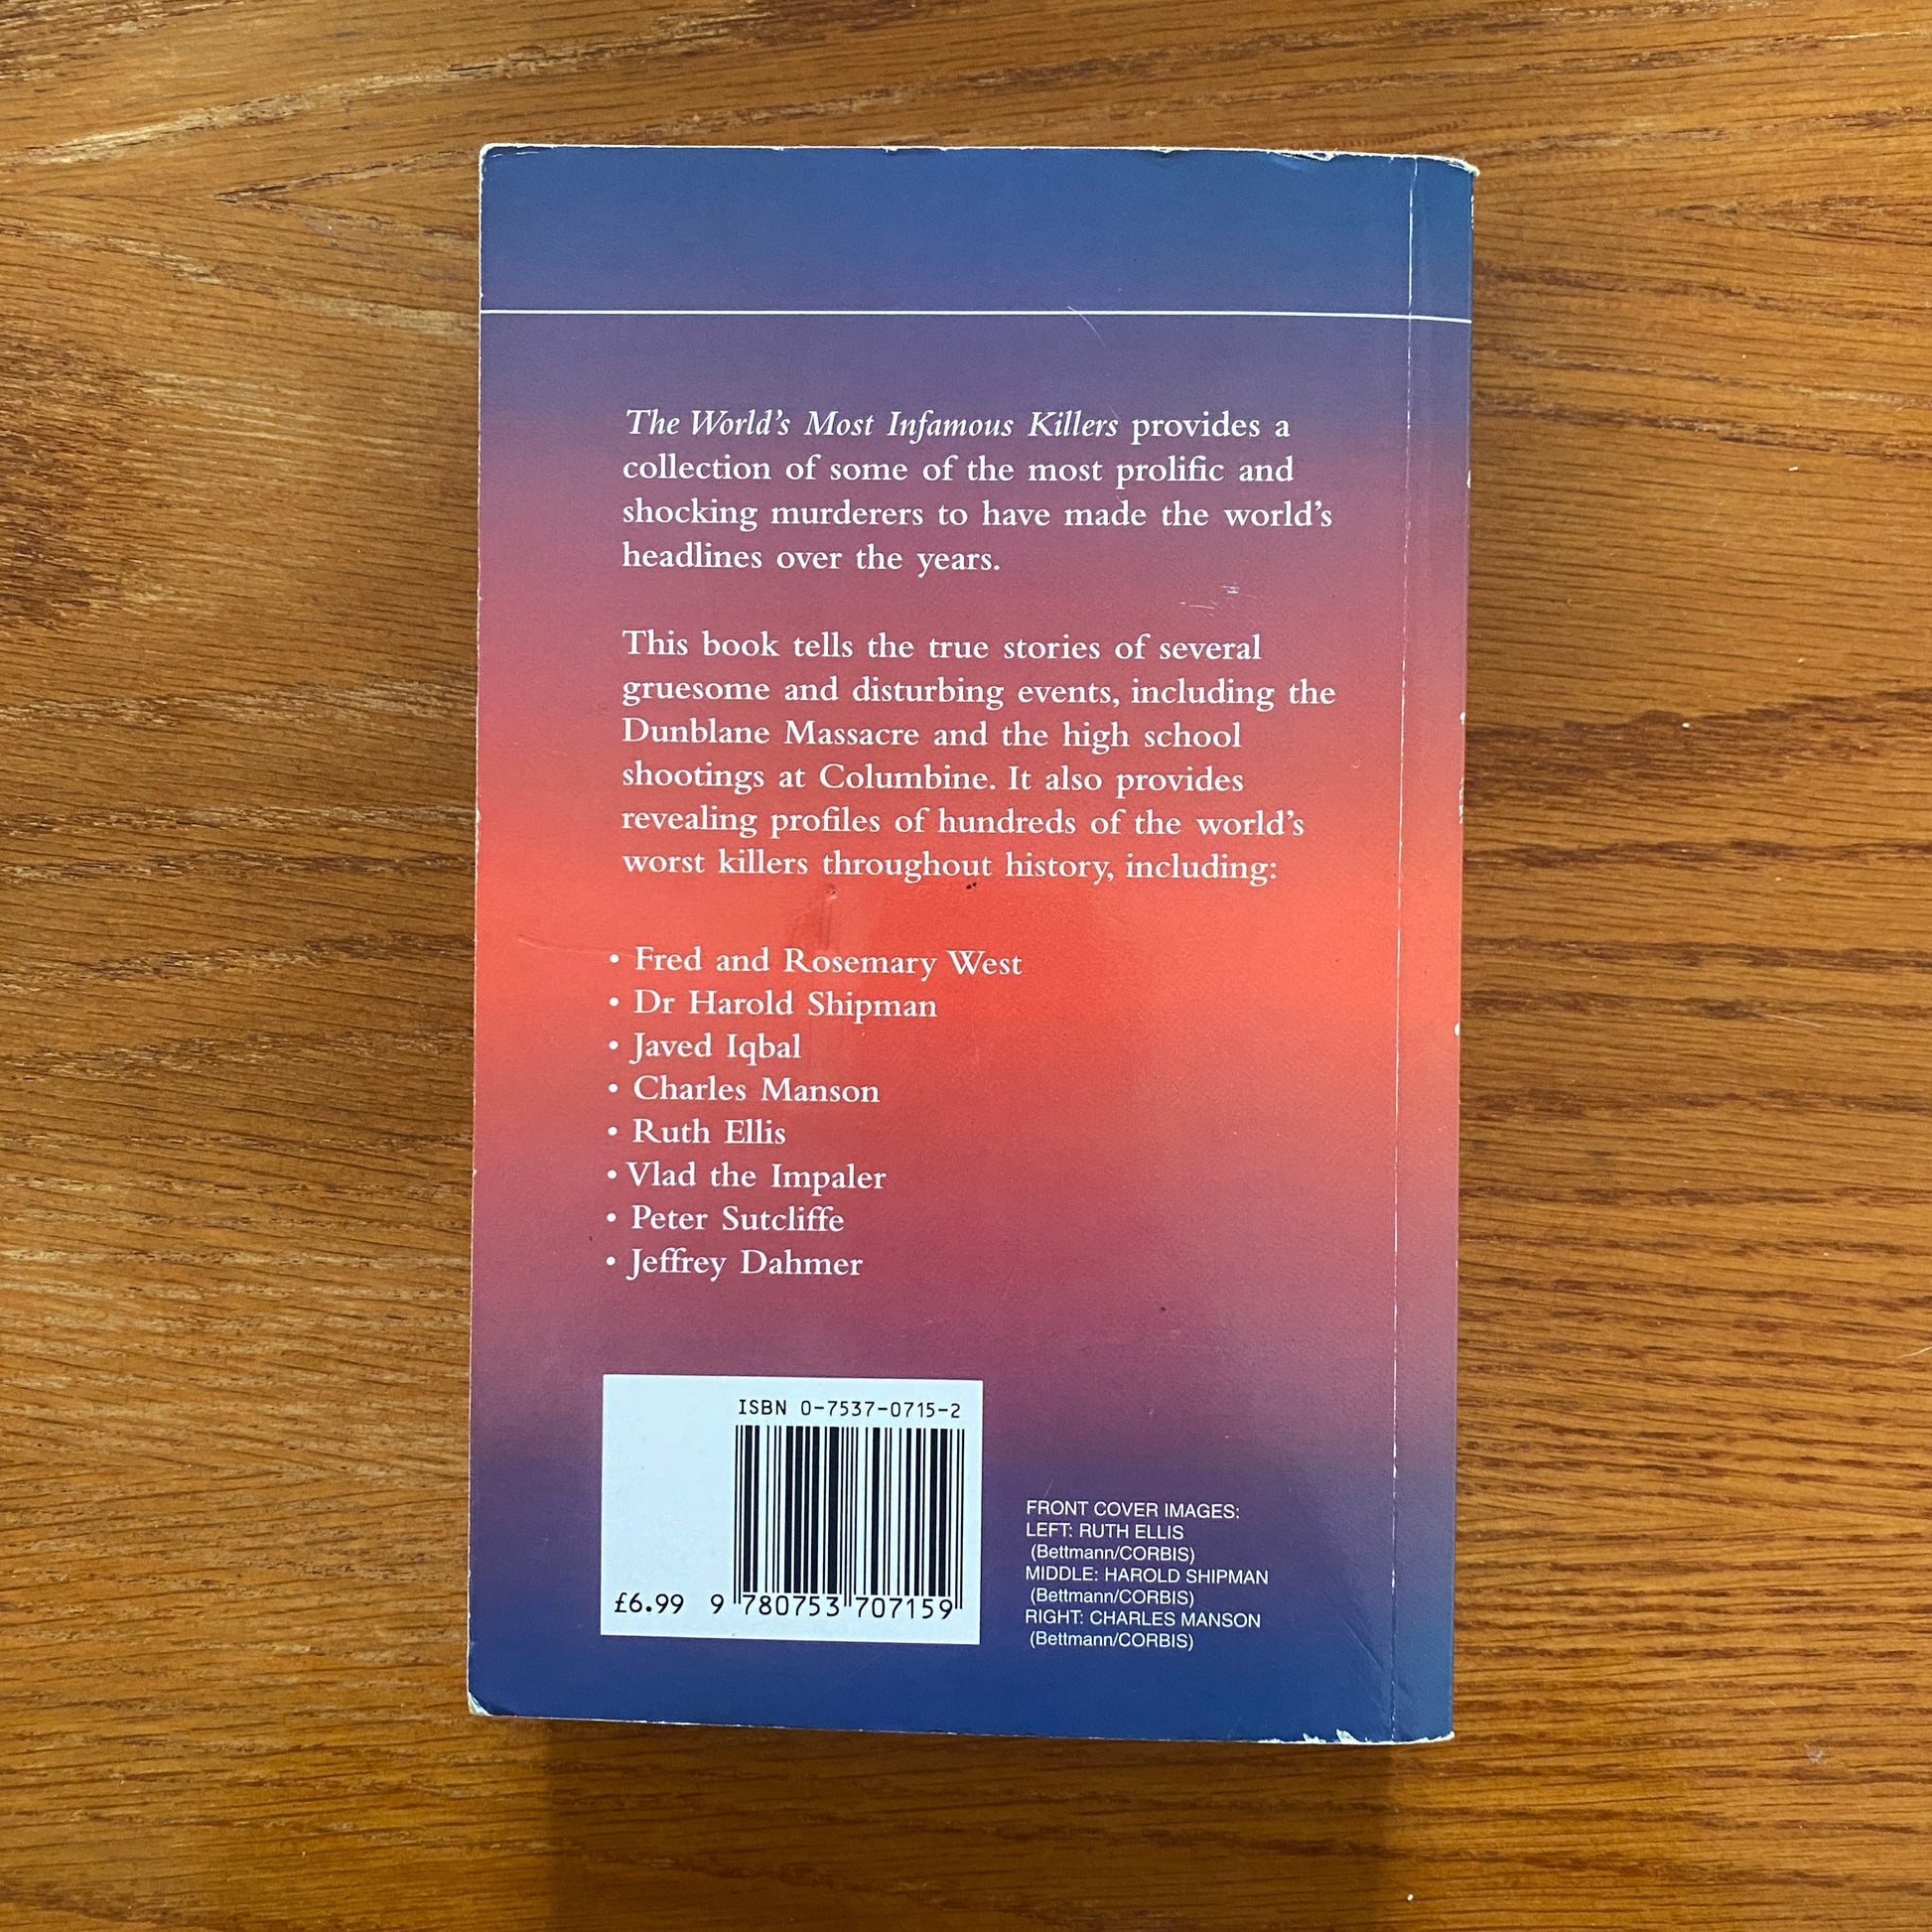 The World's Most Infamous Killers provides a
collection of some of the most prolific and
shocking murderers to have made the world's
headlines over the years.
This book tells the true stories of several
gruesome and disturbing events, including the
Dunblane Massacre and the high school
shootings at Columbine. It also provides
revealing profiles of hundreds of the world's
worst killers throughout history, including:
• Fred and Rosemary West
• Dr Harold Shipman
• Javed Iqbal
• Charles Manson
• Ruth Ellis
• Vlad the Impaler
• Peter Sutcliffe
• Jeffrey Dahmer
ISBN 0-7537-0715-2
£6.99 9 780753 707159
FRONT COVER IMAGES:
LEFT: RUTH ELLIS
(Bettmann/CORBIS)
MIDDLE: HAROLD SHIPMAN
(Bettmann/CORBIS)
RIGHT: CHARLES MANSON
(Bettmann/CORBIS)